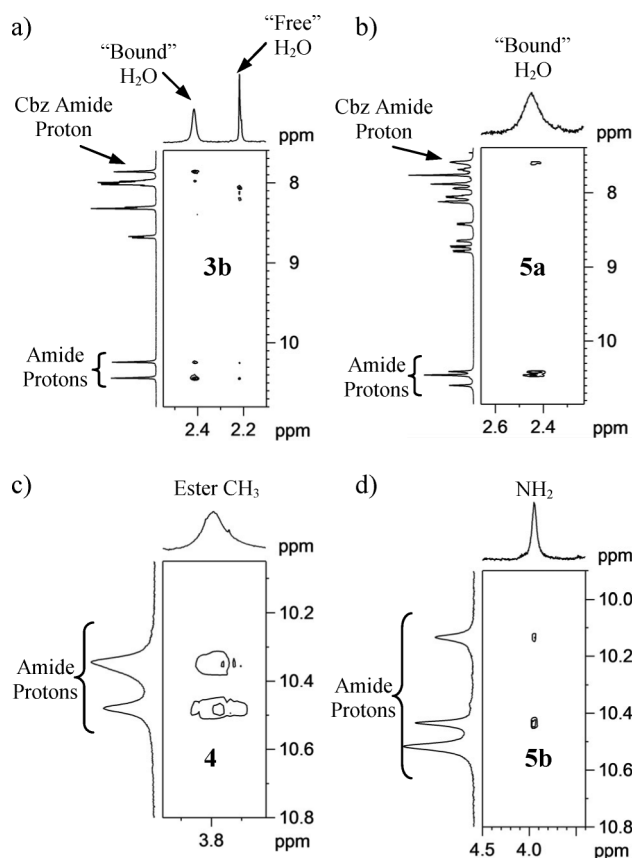 a)
"Bound"
H₂O
"Free"
H₂O
Cbz Amide
Proton
ppm
8
9
10
3b
Amide
Protons
2.4
2.2
ppm
b)
"Bound"
H₂O
Cbz Amide
Proton
ppm
8
9
10
5a
Amide
Protons
2.6
2.4
ppm
c)
Ester CH₃
ppm
10.2
10.4
10.6
10.8
Amide
Protons
4
3.8
ppm
d)
NH₂
ppm
10.0
10.2
10.4
10.6
10.8
Amide
Protons
5b
4.5
4.0
ppm